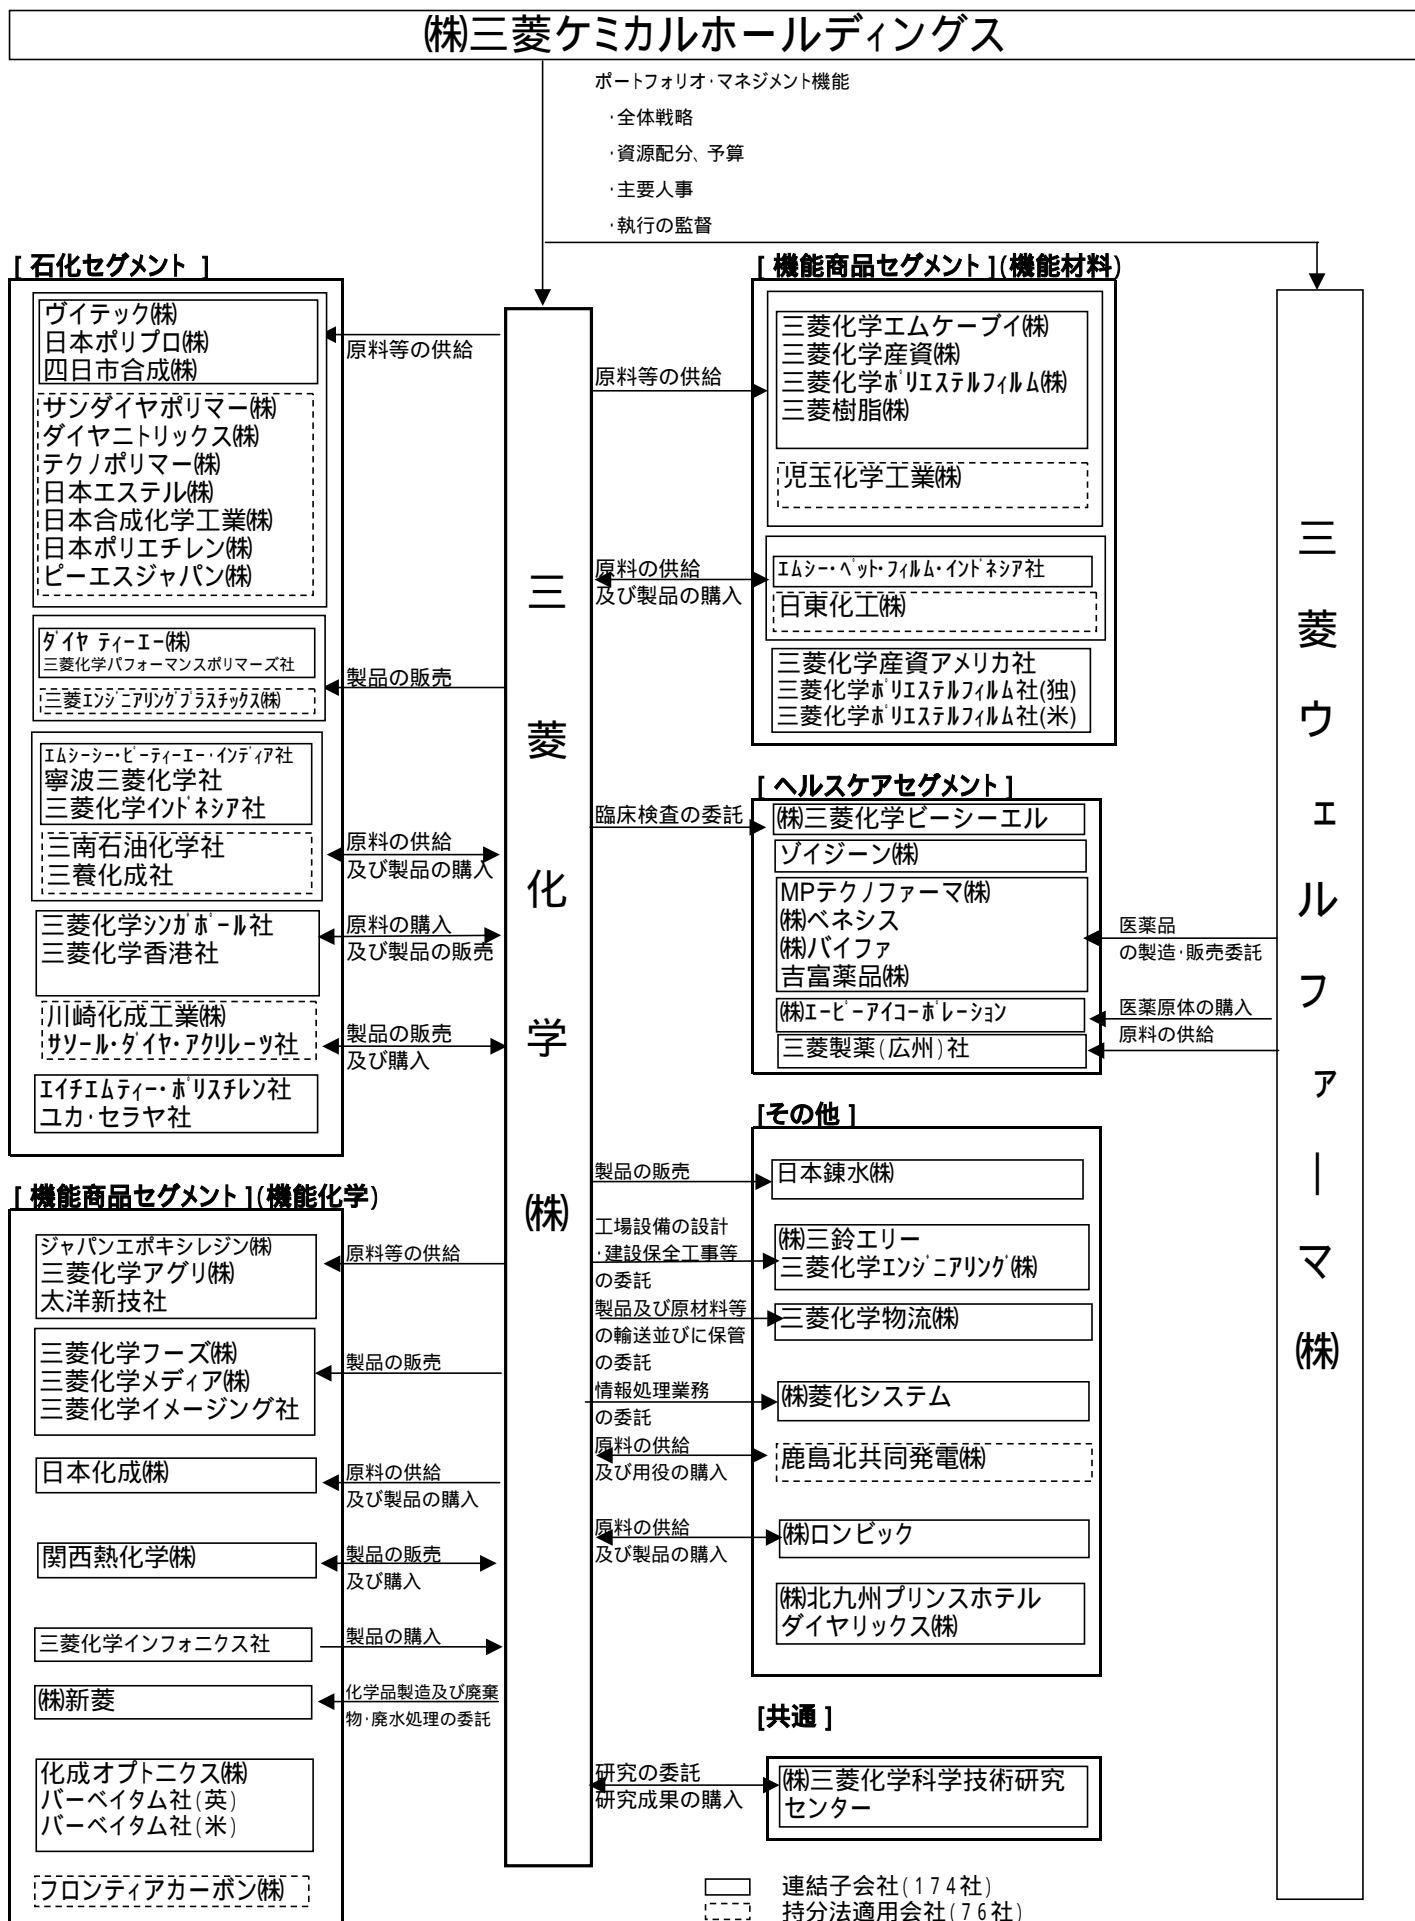 ㈱三菱ケミカルホールディングス
ポートフォリオ・マネジメント機能
・全体戦略
・資源配分、予算
・主要人事
・執行の監督
[ 石化セグメント ]
ヴイテック㈱
日本ポリプロ㈱
四日市合成㈱
サンダイヤポリマー㈱
ダイヤニトリックス㈱
テクノポリマー㈱
日本エステル㈱
日本合成化学工業㈱
日本ポリエチレン㈱
ピーエスジャパン㈱
原料等の供給
ダイヤ ティーエー㈱
三菱化学パフォーマンスポリマーズ社
三菱エンジニアリングプラスチックス㈱
製品の販売
エムシーシー・ピーティーエー・インディア社
寧波三菱化学社
三菱化学インドネシア社
三南石油化学社
三養化成社
原料の供給
及び製品の購入
三菱化学シンガポール社
三菱化学香港社
原料の購入
及び製品の販売
川崎化成工業㈱
サソール・ダイヤ・アクリレーツ社
製品の販売
及び購入
エイチエムティー・ポリスチレン社
ユカ・セラヤ社
[ 機能商品セグメント ](機能化学)
ジャパンエポキシレジン㈱
三菱化学アグリ㈱
太洋新技社
原料等の供給
三菱化学フーズ㈱
三菱化学メディア㈱
三菱化学イメージング社
製品の販売
日本化成㈱
原料の供給
及び製品の購入
関西熱化学㈱
製品の販売
及び購入
三菱化学インフォニクス社
製品の購入
㈱新菱
化学品製造及び廃棄
物・廃水処理の委託
化成オプトニクス㈱
バーベイタム社(英)
バーベイタム社(米)
フロンティアカーボン㈱
三菱化学㈱
[ 機能商品セグメント ](機能材料)
原料等の供給
三菱化学エムケーブイ㈱
三菱化学産資㈱
三菱化学ポリエステルフィルム㈱
三菱樹脂㈱
児玉化学工業㈱
原料の供給
及び製品の購入
エムシー・ペット・フィルム・インドネシア社
日東化工㈱
三菱化学産資アメリカ社
三菱化学ポリエステルフィルム社(独)
三菱化学ポリエステルフィルム社(米)
[ ヘルスケアセグメント ]
臨床検査の委託
㈱三菱化学ビーシーエル
ゾイジーン㈱
MPテクノファーマ㈱
㈱ベネシス
㈱バイファ
吉富薬品㈱
医薬品
の製造・販売委託
㈱エーピーアイコーポレーション
医薬原体の購入
原料の供給
三菱製薬(広州)社
[その他 ]
製品の販売
日本錬水㈱
工場設備の設計
・建設保全工事等
の委託
㈱三鈴エリー
三菱化学エンジニアリング㈱
製品及び原材料等
の輸送並びに保管
の委託
三菱化学物流㈱
情報処理業務
の委託
㈱菱化システム
原料の供給
及び用役の購入
鹿島北共同発電㈱
原料の供給
及び製品の購入
㈱ロンビック
㈱北九州プリンスホテル
ダイヤリックス㈱
[共通 ]
研究の委託
研究成果の購入
㈱三菱化学科学技術研究
センター
三菱ウェルファーマ㈱
連結子会社(174社)
持分法適用会社(76社)